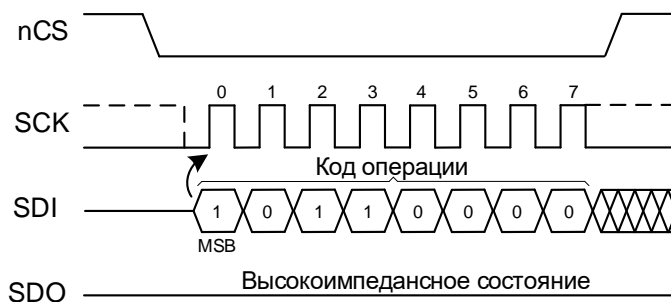 nCS
0 1 2 3 4 5 6 7
SCK
Код операции
SDI 1 0 1 1 0 0 0 0
MSB
Высокоимпедансное состояние
SDO